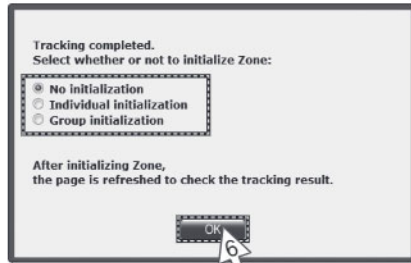 Tracking completed.
Select whether or not to initialize Zone:
No initialization
Individual initialization
Group initialization
After initializing Zone,
the page is refreshed to check the tracking result.
OK
6